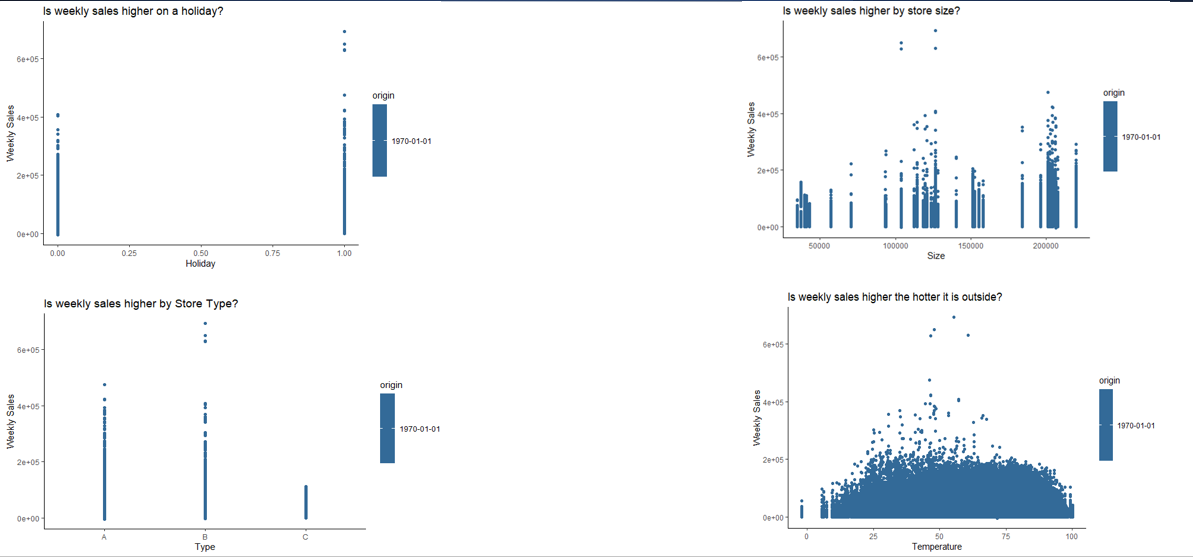 Is weekly sales higher on a holiday?
Weekly Sales
6e+05
4e+05
2e+05
0e+00
0.00 0.25 0.50 0.75 1.00
Holiday
origin
1970-01-01
Is weekly sales higher by store size?
Weekly Sales
6e+05
4e+05
2e+05
0e+00
50000 100000 150000 200000
Size
origin
1970-01-01
Is weekly sales higher by Store Type?
Weekly Sales
6e+05
4e+05
2e+05
0e+00
A B C
Type
origin
1970-01-01
Is weekly sales higher the hotter it is outside?
Weekly Sales
6e+05
4e+05
2e+05
0e+00
0 25 50 75 100
Temperature
origin
1970-01-01